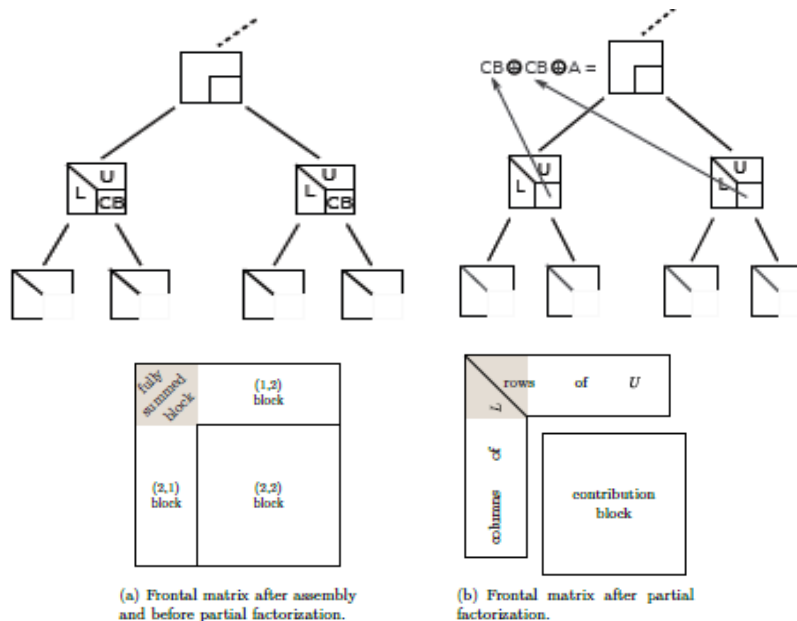 CB⊕CB⊕A =
U
L
CB
U
L
CB
U
L
U
L
fully
summed
block
(1,2)
block
(2,1)
block
(2,2)
block
rows of U
L
columns of
contribution
block
(a) Frontal matrix after assembly
and before partial factorization.
(b) Frontal matrix after partial
factorization.